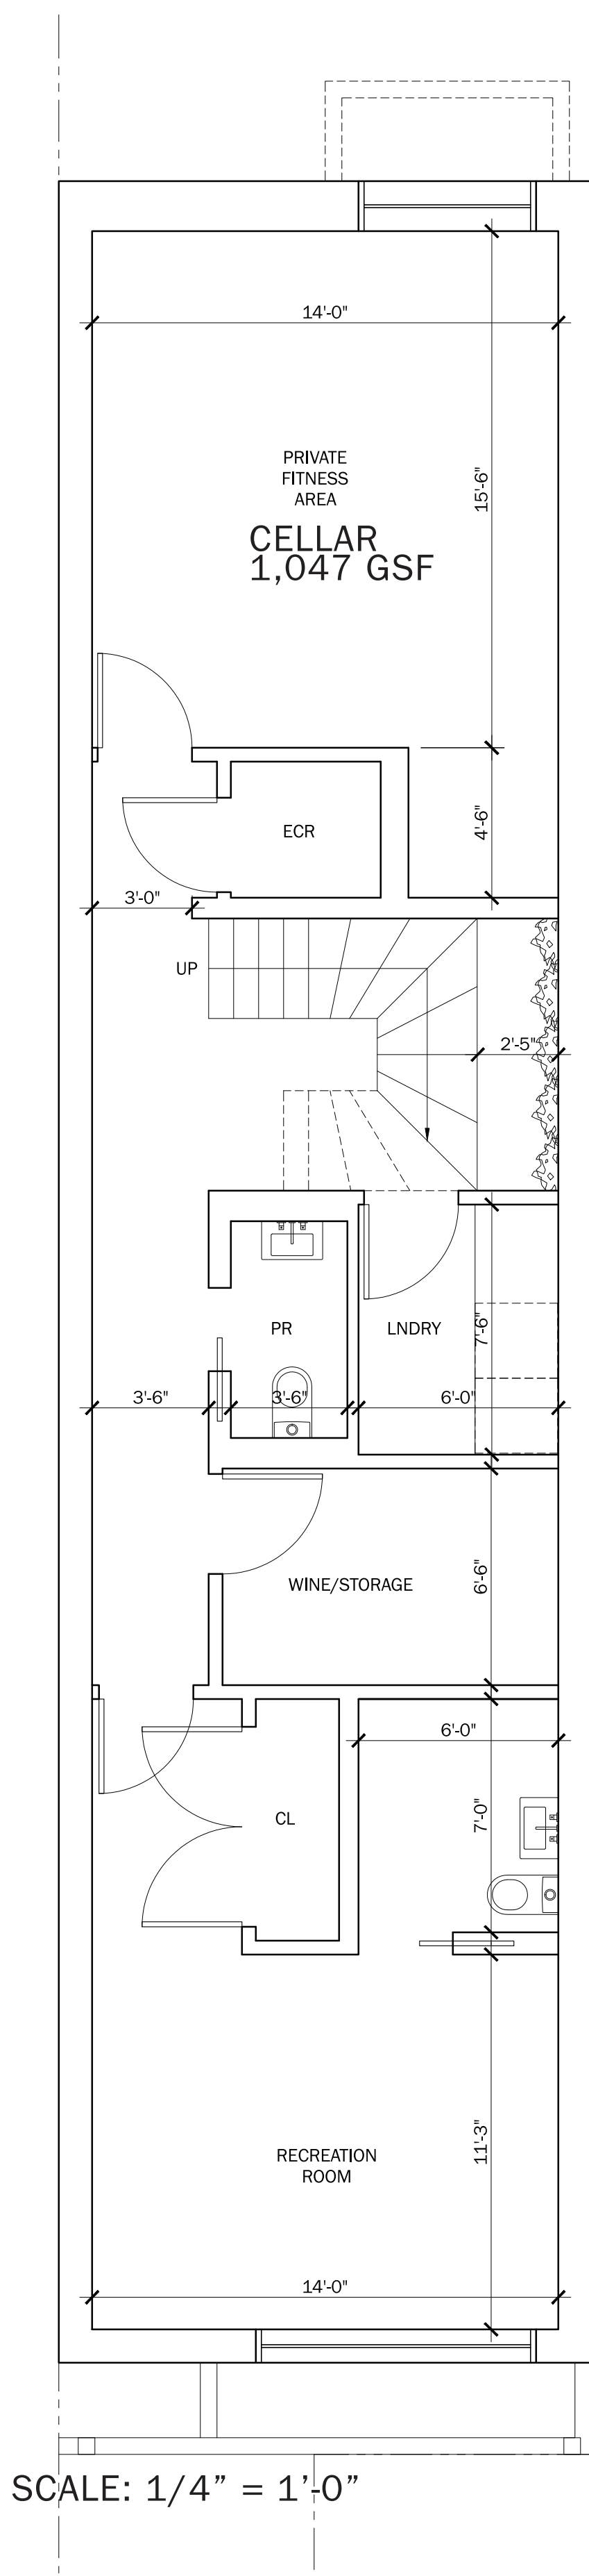 14'-0"
PRIVATE
FITNESS
AREA
15'-6"
CELLAR
1,047 GSF
ECR
4'-6"
3'-0"
UP
2'-5"
PR
LNDRY
7'-6"
3'-6"
3'-6"
6'-0"
WINE/STORAGE
6'-6"
6'-0"
CL
7'-0"
RECREATION
ROOM
11'-3"
14'-0"
SCALE: 1/4” = 1’-0”